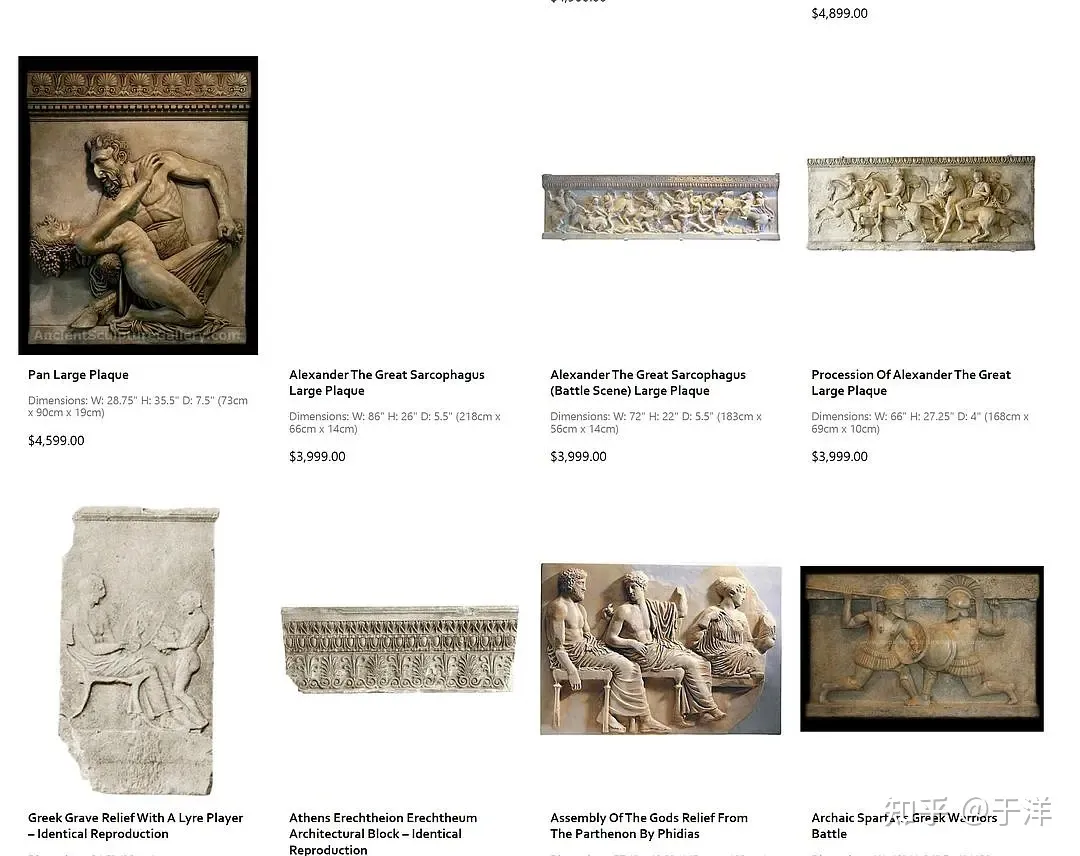 $4,899.00
AncientSculptureGallery.com
Pan Large Plaque
Dimensions: W: 28.75" H: 35.5" D: 7.5" (73cm
x 90cm x 19cm)
$4,599.00
Alexander The Great Sarcophagus
Large Plaque
Dimensions: W: 86" H: 26" D: 5.5" (218cm x
66cm x 14cm)
$3,999.00
Alexander The Great Sarcophagus
(Battle Scene) Large Plaque
Dimensions: W: 72" H: 22" D: 5.5" (183cm x
56cm x 14cm)
$3,999.00
Procession Of Alexander The Great
Large Plaque
Dimensions: W: 66" H: 27.25" D: 4" (168cm x
69cm x 10cm)
$3,999.00
Greek Grave Relief With A Lyre Player
– Identical Reproduction
Athens Erechtheion Erechtheum
Architectural Block – Identical
Reproduction
Assembly Of The Gods Relief From
The Parthenon By Phidias
Archaic Spartans Greek Warriors
Battle
知乎 @于洋